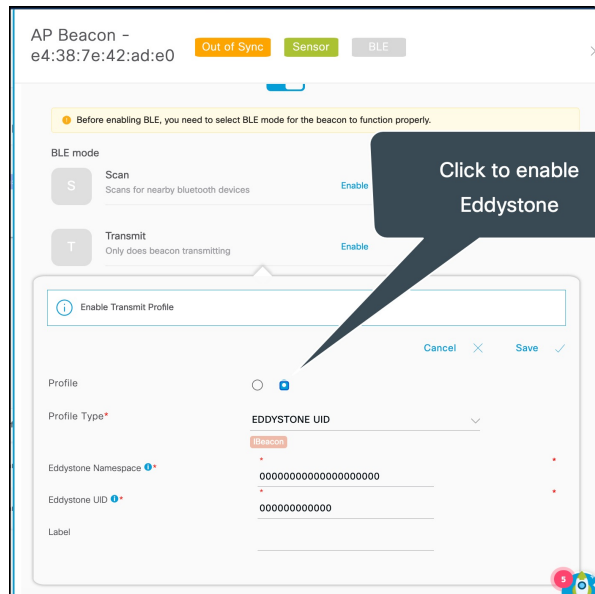 AP Beacon -
e4:38:7e:42:ad:e0
Out of Sync
Sensor
BLE
Before enabling BLE, you need to select BLE mode for the beacon to function properly.
BLE mode
S
Scan
Scans for nearby bluetooth devices
Enable
Click to enable
Eddystone
T
Transmit
Only does beacon transmitting
Enable
Enable Transmit Profile
Cancel
Save
Profile
Profile Type*
EDDYSTONE UID
IBeacon
Eddystone Namespace *
* 00000000000000000000 *
Eddystone UID *
* 000000000000 *
Label
5